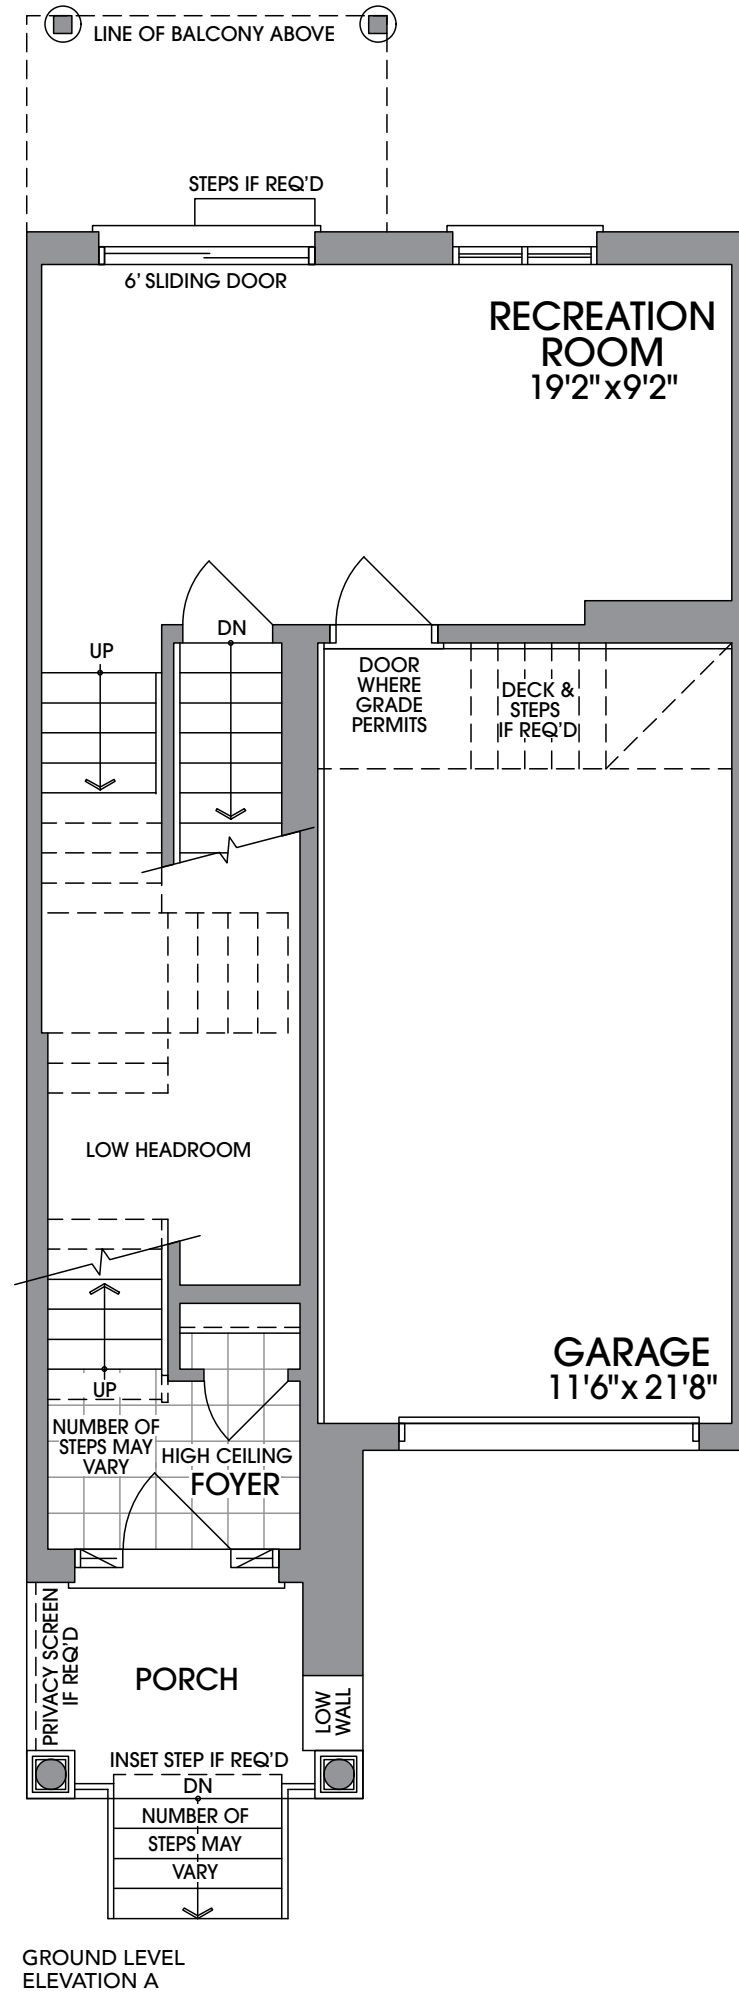 LINE OF BALCONY ABOVE
STEPS IF REQ'D
6' SLIDING DOOR
RECREATION
ROOM
19'2"x9'2"
UP
DN
DOOR
WHERE
GRADE
PERMITS
DECK &
STEPS
IF REQ'D
LOW HEADROOM
GARAGE
11'6"x 21'8"
UP
NUMBER OF
STEPS MAY
VARY
HIGH CEILING
FOYER
PRIVACY SCREEN
IF REQ'D
PORCH
LOW
WALL
INSET STEP IF REQ'D
DN
NUMBER OF
STEPS MAY
VARY
GROUND LEVEL
ELEVATION A